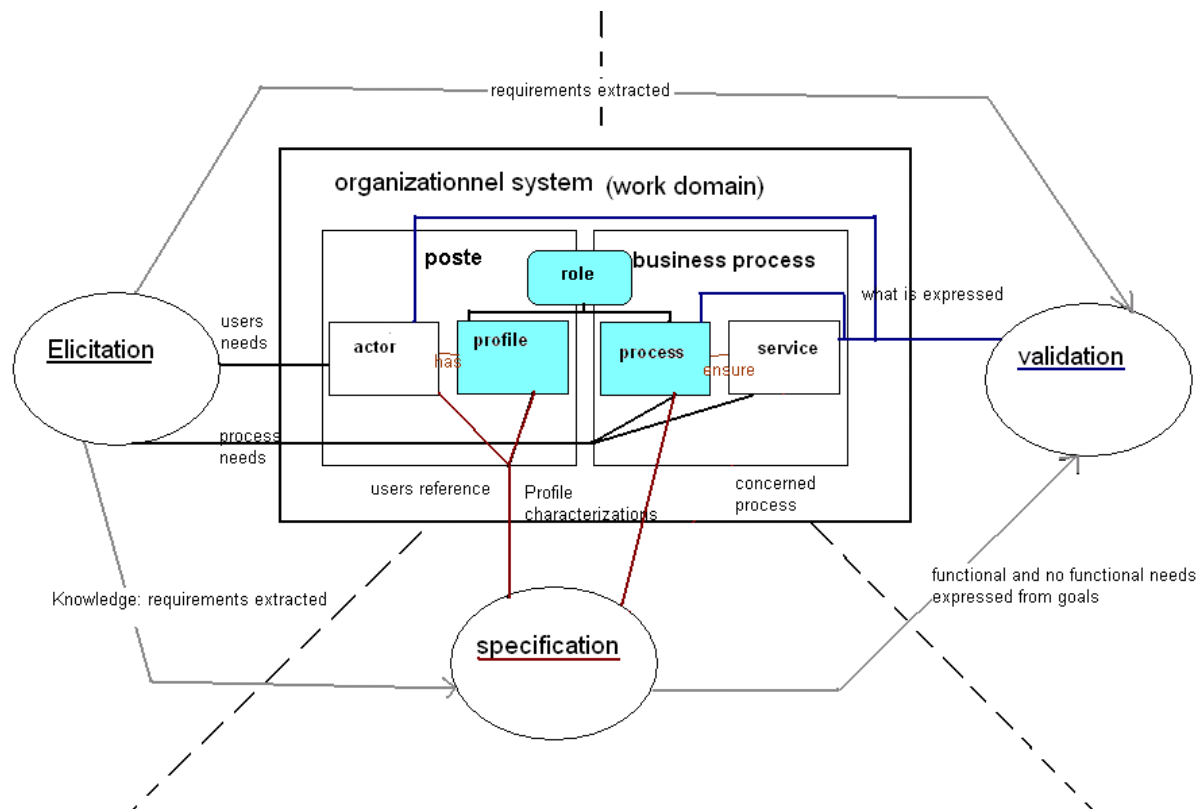 requirements extracted
organizationnel system (work domain)
poste
role
business process
what is expressed
users
needs
Elicitation
actor
has
profile
process
ensure
service
validation
process
needs
users reference
Profile
characterizations
concerned
process
functional and no functional needs
expressed from goals
Knowledge: requirements extracted
specification